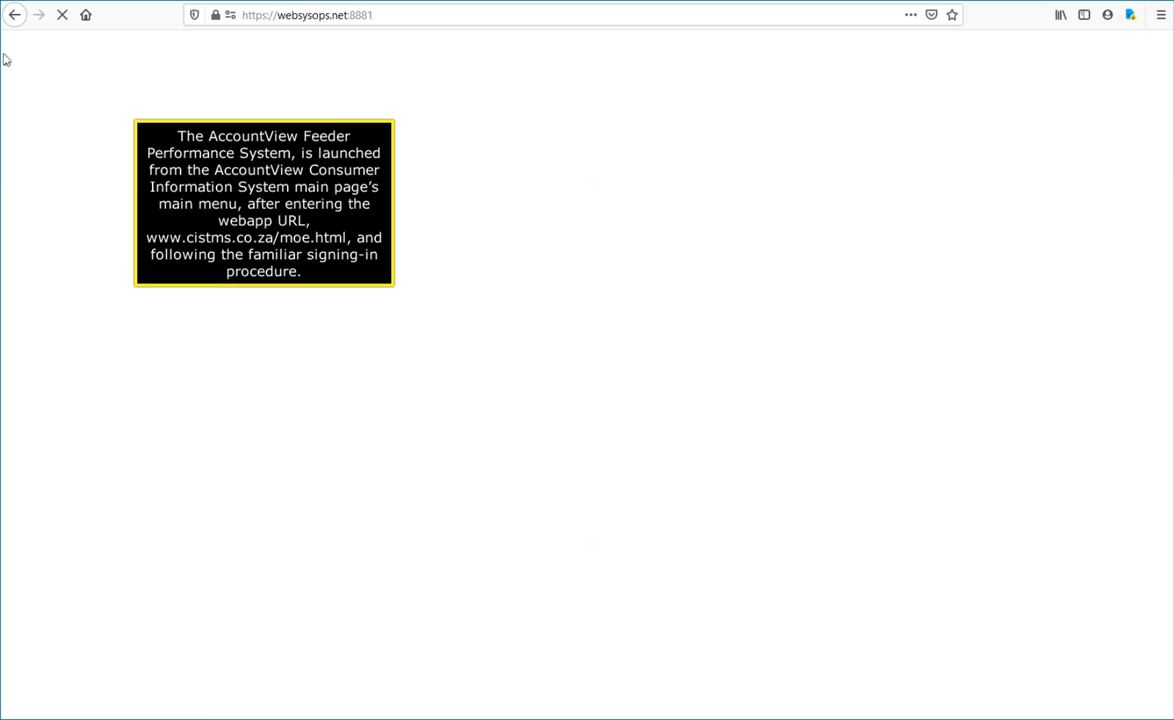 https://websysops.net:8881
The AccountView Feeder
Performance System, is launched
from the AccountView Consumer
Information System main page’s
main menu, after entering the
webapp URL,
www.cistms.co.za/moe.html, and
following the familiar signing-in
procedure.